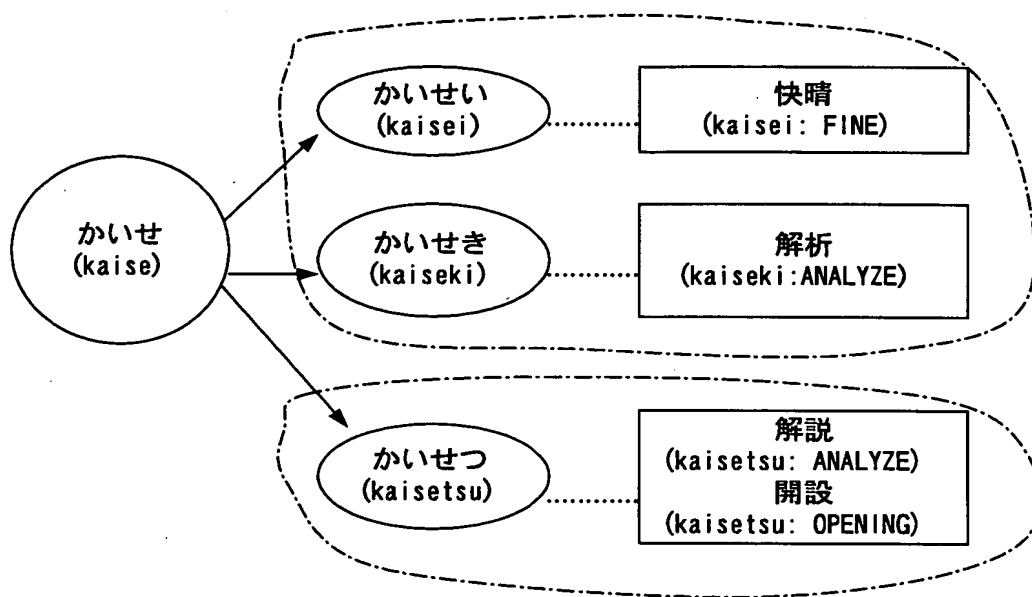 かいせ
(kaise)
かいせい
(kaisei)
快晴
(kaisei: FINE)
かいせき
(kaiseki)
解析
(kaiseki:ANALYZE)
かいせつ
(kaisetsu)
解説
(kaisetsu: ANALYZE)
開設
(kaisetsu: OPENING)